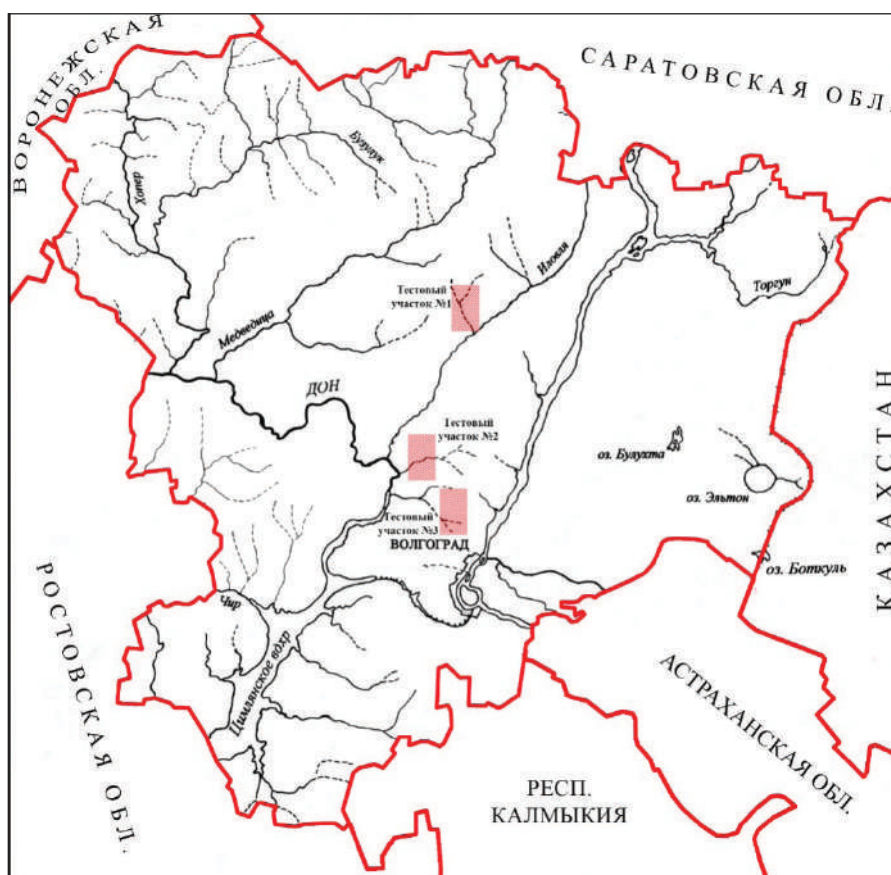 ВОРОНЕЖСКАЯ
ОБЛ.
САРАТОВСКАЯ ОБЛ
Хопер
Бузулук
Иловля
Торгун
Тестовый
участок №1
Медведица
ДОН
КАЗАХСТАН
Тестовый
участок №2
оз. Булухта
оз. Эльтон
Тестовый
участок №3
ВОЛГОГРАД
оз. Боткуль
РОСТОВСКАЯ ОБЛ.
Чир
Цимлянское вдхр
АСТРАХАНСКАЯ ОБЛ.
РЕСП.
КАЛМЫКИЯ